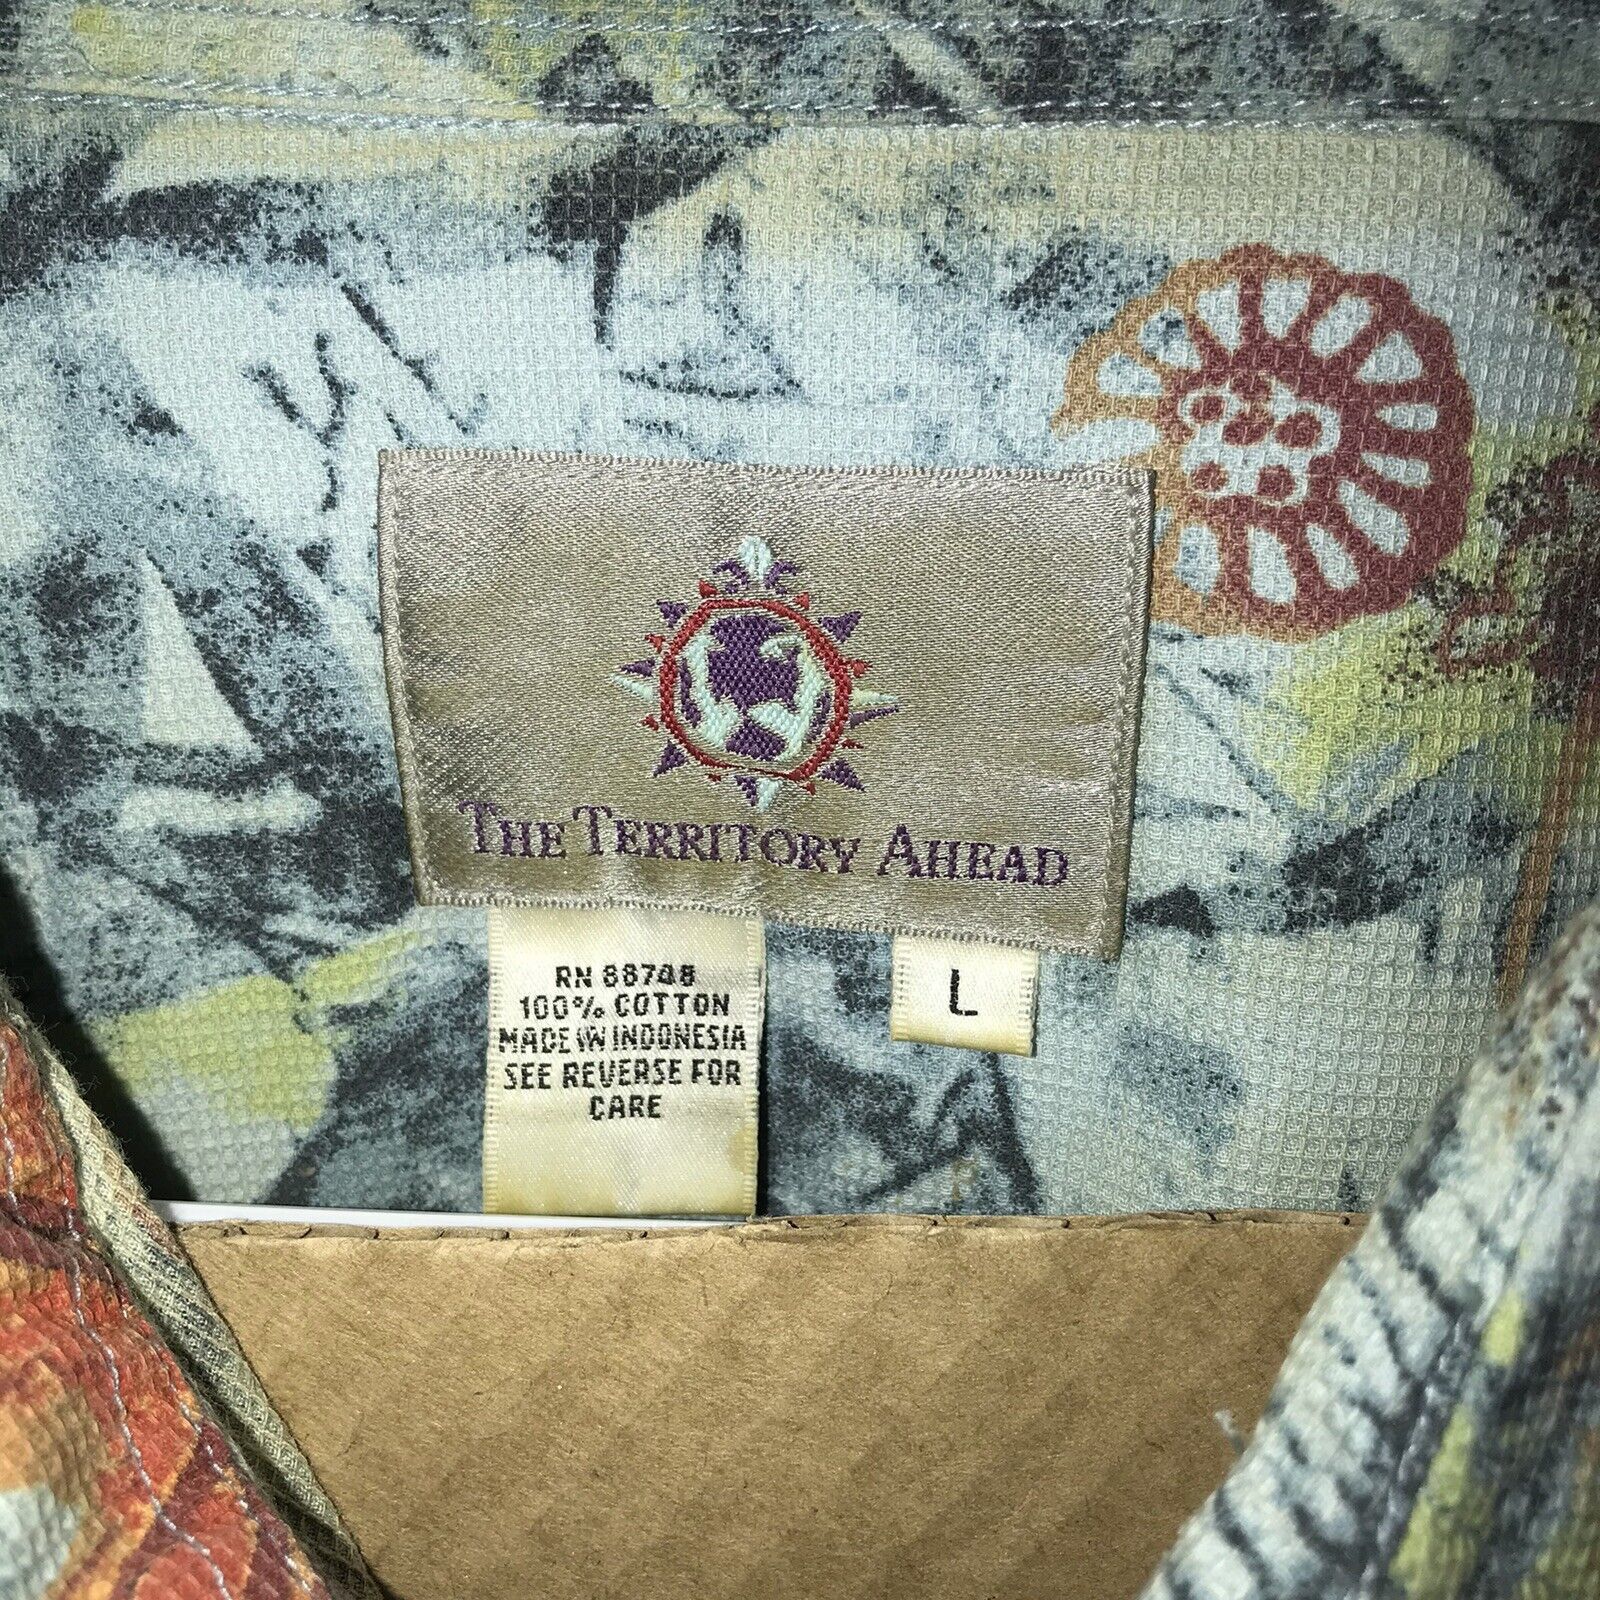 THE TERRITORY AHEAD
RN 88748
100% COTTON
MADE IN INDONESIA
SEE REVERSE FOR
CARE
L